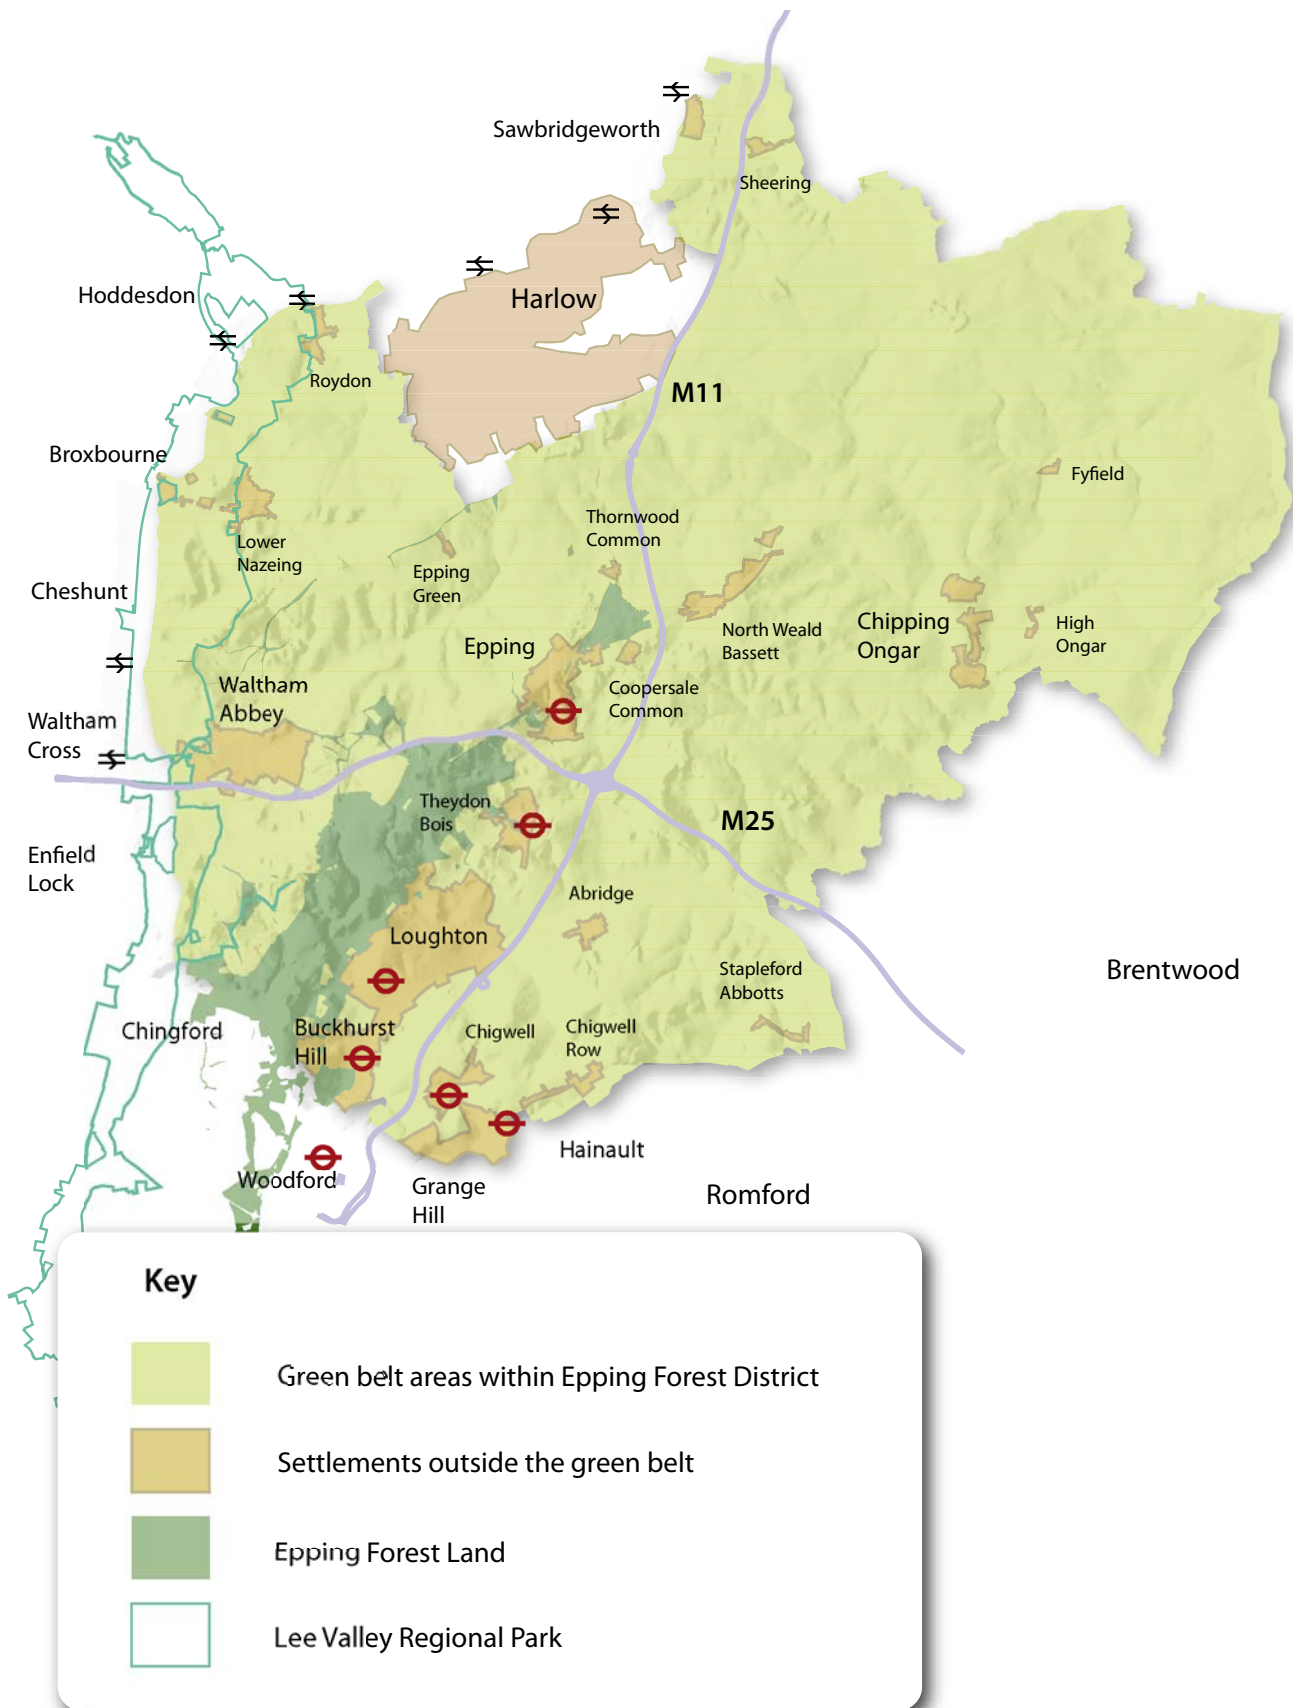 Sawbridgeworth
Sheering
Hoddesdon
Harlow
Roydon
M11
Broxbourne
Fyfield
Thornwood
Common
Lower
Nazeing
Epping
Green
Cheshunt
North Weald
Bassett
Chipping
Ongar
High
Ongar
Epping
Coopersale
Common
Waltham
Abbey
Waltham
Cross
Theydon
Bois
M25
Enfield
Lock
Abridge
Loughton
Stapleford
Abbotts
Brentwood
Chingford
Buckhurst
Hill
Chigwell
Chigwell
Row
Hainault
Woodford
Grange
Hill
Romford
Key
Green belt areas within Epping Forest District
Settlements outside the green belt
Epping Forest Land
Lee Valley Regional Park